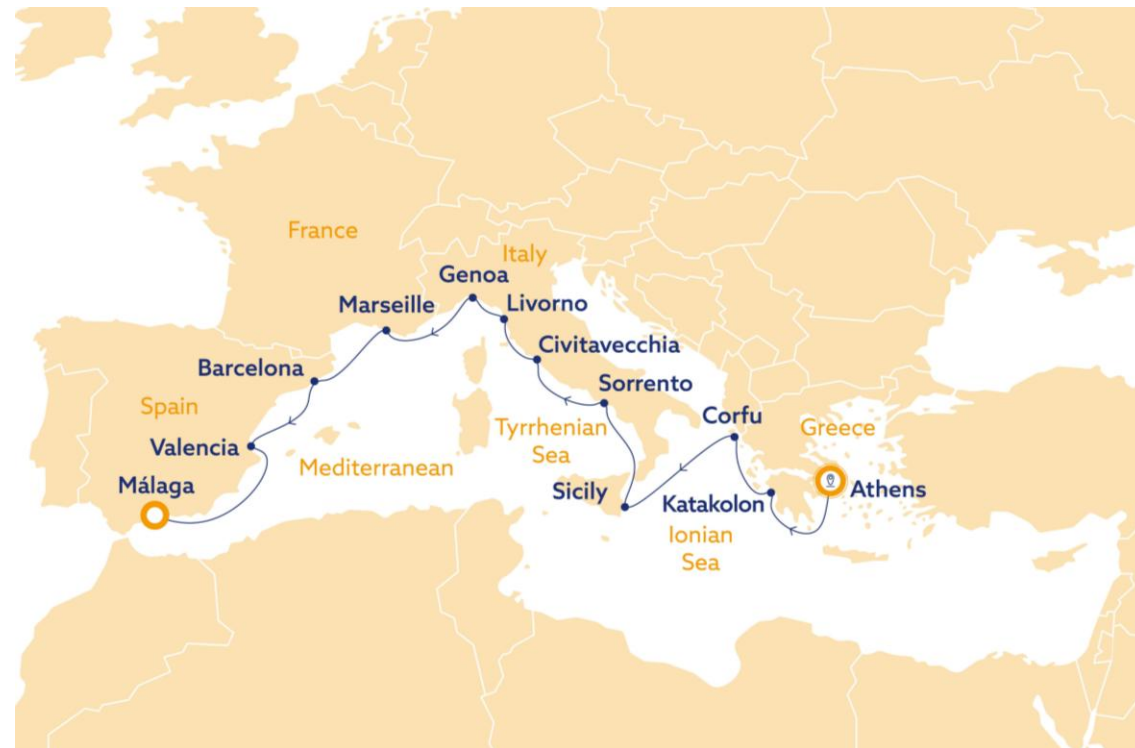 France
Italy
Genoa
Marseille
Livorno
Civitavecchia
Barcelona
Sorrento
Spain
Corfu
Tyrrhenian
Sea
Greece
Valencia
Mediterranean
Málaga
Sicily
Katakolon
Athens
Ionian
Sea